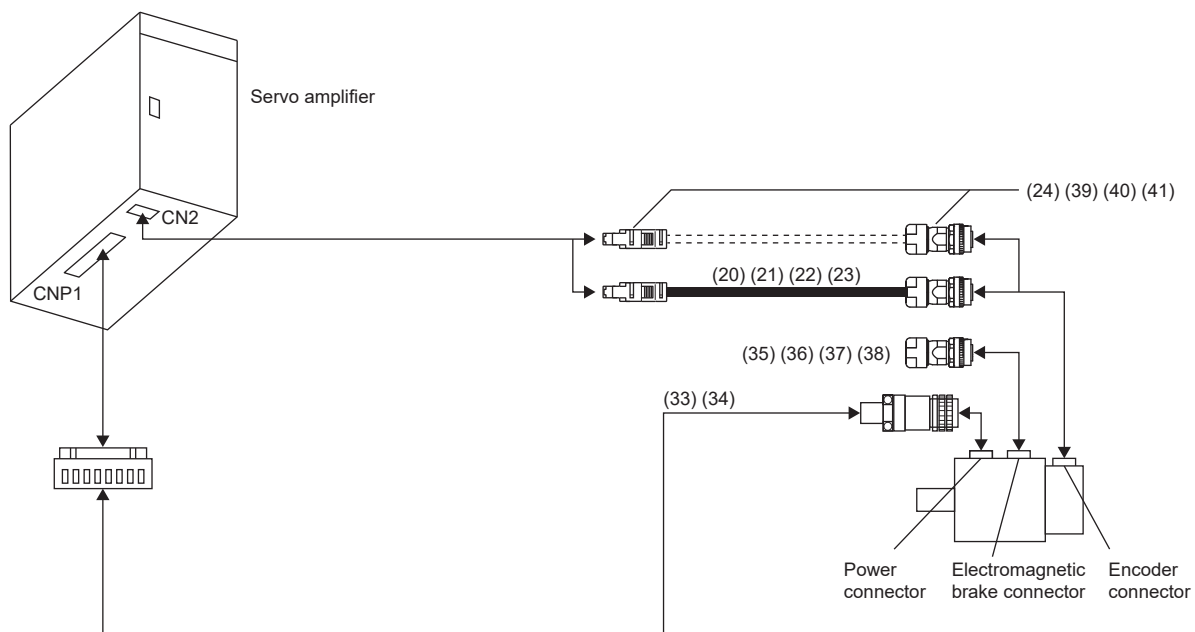 Servo amplifier
(24) (39) (40) (41)
CN2
(20) (21) (22) (23)
CNP1
(35) (36) (37) (38)
(33) (34)
Power
connector
Electromagnetic
brake connector
Encoder
connector